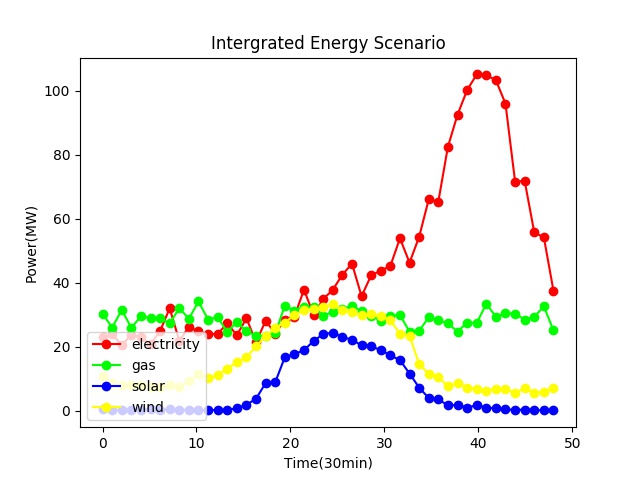 Intergrated Energy Scenario
Power(MW)
100
80
60
40
20
0
electricity
gas
solar
wind
0 10 20 30 40 50
Time(30min)